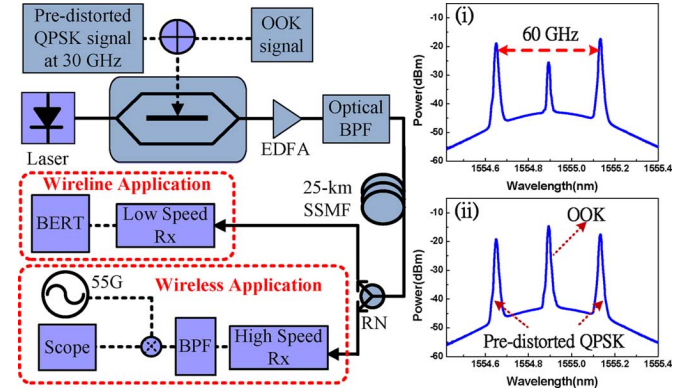 Pre-distorted
QPSK signal
at 30 GHz
OOK
signal
Laser
EDFA
Optical
BPF
25-km
SSMF
Wireline Application
BERT
Low Speed
Rx
Wireless Application
55G
Scope
BPF
High Speed
Rx
RN
(i)
60 GHz
Power(dBm)
0
-10
-20
-30
-40
-50
-60
1554.6
1554.8
1555.0
1555.2
1555.4
Wavelength(nm)
(ii)
OOK
Pre-distorted QPSK
Power(dBm)
0
-10
-20
-30
-40
-50
-60
1554.6
1554.8
1555.0
1555.2
1555.4
Wavelength(nm)